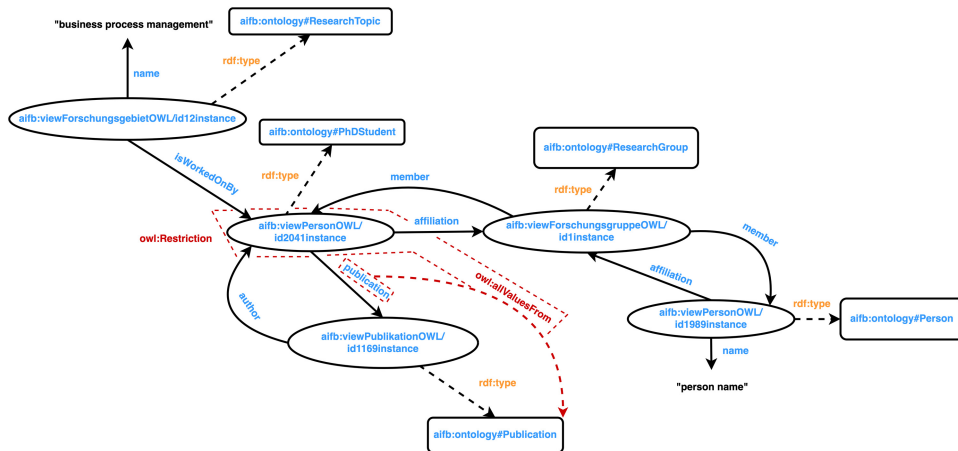 "business process management"
aifb:ontology#ResearchTopic
rdf:type
name
aifb:viewForschungsgebietOWL/id12instance
aifb:ontology#PhDStudent
aifb:ontology#ResearchGroup
isWorkedOnBy
rdf:type
member
rdf:type
owl:Restriction
aifb:viewPersonOWL/
id2041instance
affiliation
aifb:viewForschungsgruppeOWL/
id1instance
member
publication
owl:allValuesFrom
affiliation
author
rdf:type
aifb:viewPersonOWL/
id1989instance
aifb:ontology#Person
aifb:viewPublikationOWL/
id1169instance
name
rdf:type
"person name"
aifb:ontology#Publication